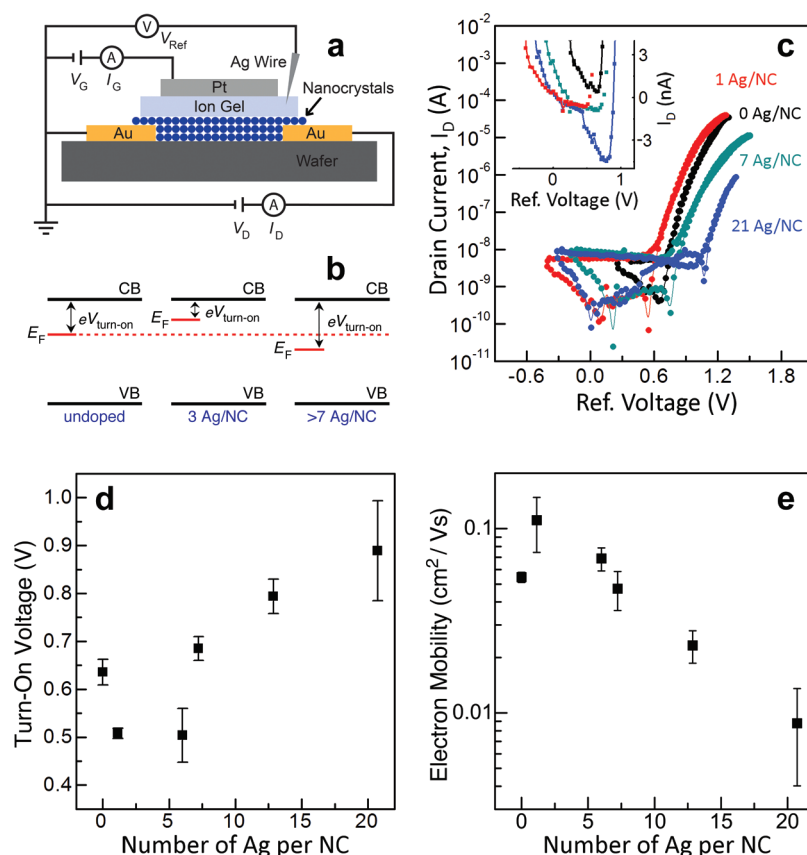 a
V
V_Ref
A
V_G
I_G
Ag Wire
Nanocrystals
Pt
Ion Gel
Au
Au
Wafer
A
V_D
I_D
b
CB
CB
CB
eV_turn-on
eV_turn-on
eV_turn-on
E_F
E_F
E_F
VB
VB
VB
undoped
3 Ag/NC
>7 Ag/NC
c
Drain Current, I_D (A)
10^-2
10^-3
10^-4
10^-5
10^-6
10^-7
10^-8
10^-9
10^-10
10^-11
-0.6
0.0
0.6
1.2
1.8
Ref. Voltage (V)
1 Ag/NC
0 Ag/NC
7 Ag/NC
21 Ag/NC
3
0
-3
I_D (nA)
0
1
Ref. Voltage (V)
d
Turn-On Voltage (V)
1.0
0.9
0.8
0.7
0.6
0.5
0.4
0
5
10
15
20
Number of Ag per NC
e
Electron Mobility (cm^2 / Vs)
0.1
0.01
0
5
10
15
20
Number of Ag per NC